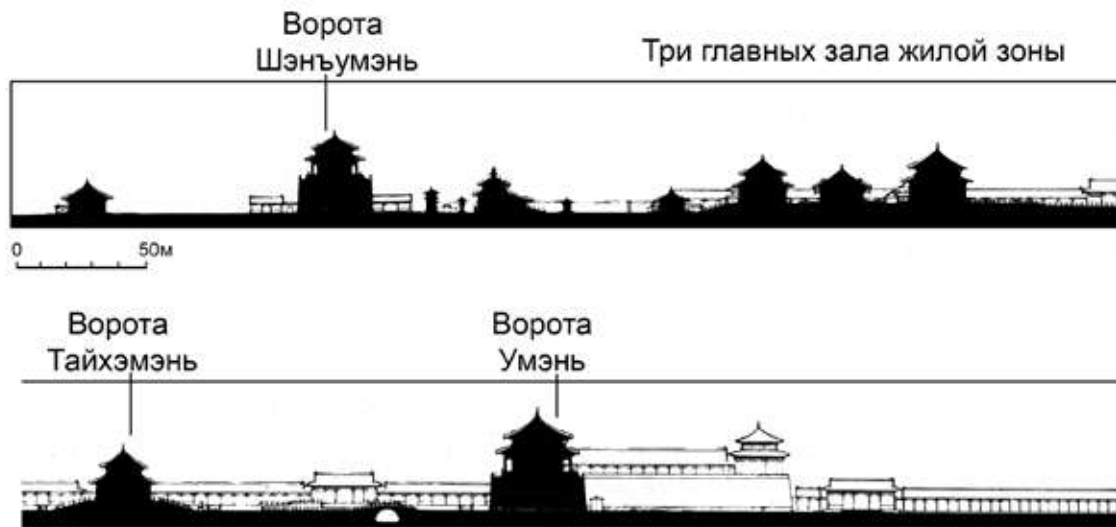 Ворота
Шэнъумэнь
Три главных зала жилой зоны
0 50м
Ворота
Тайхэмэнь
Ворота
Умэнь